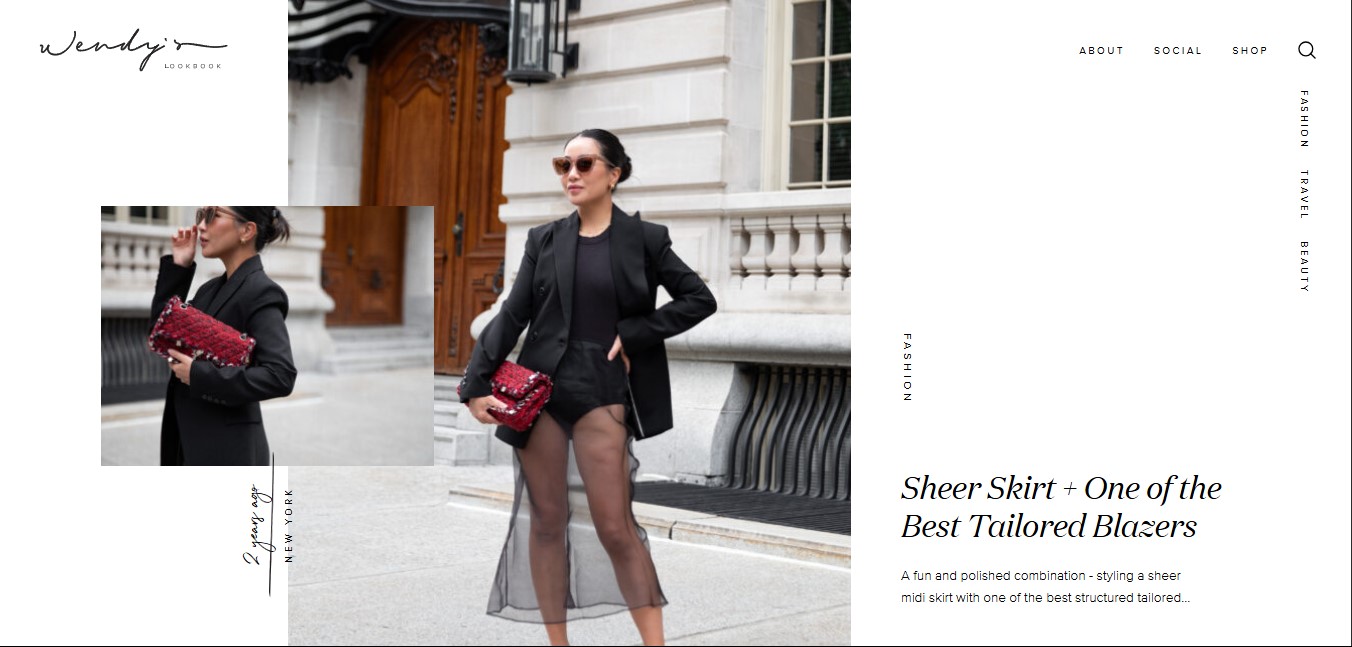 Wendy's
LOOKBOOK
ABOUT
SOCIAL
SHOP
FASHION
TRAVEL
BEAUTY
2 years ago
NEW YORK
FASHION
Sheer Skirt + One of the
Best Tailored Blazers
A fun and polished combination - styling a sheer
midi skirt with one of the best structured tailored...